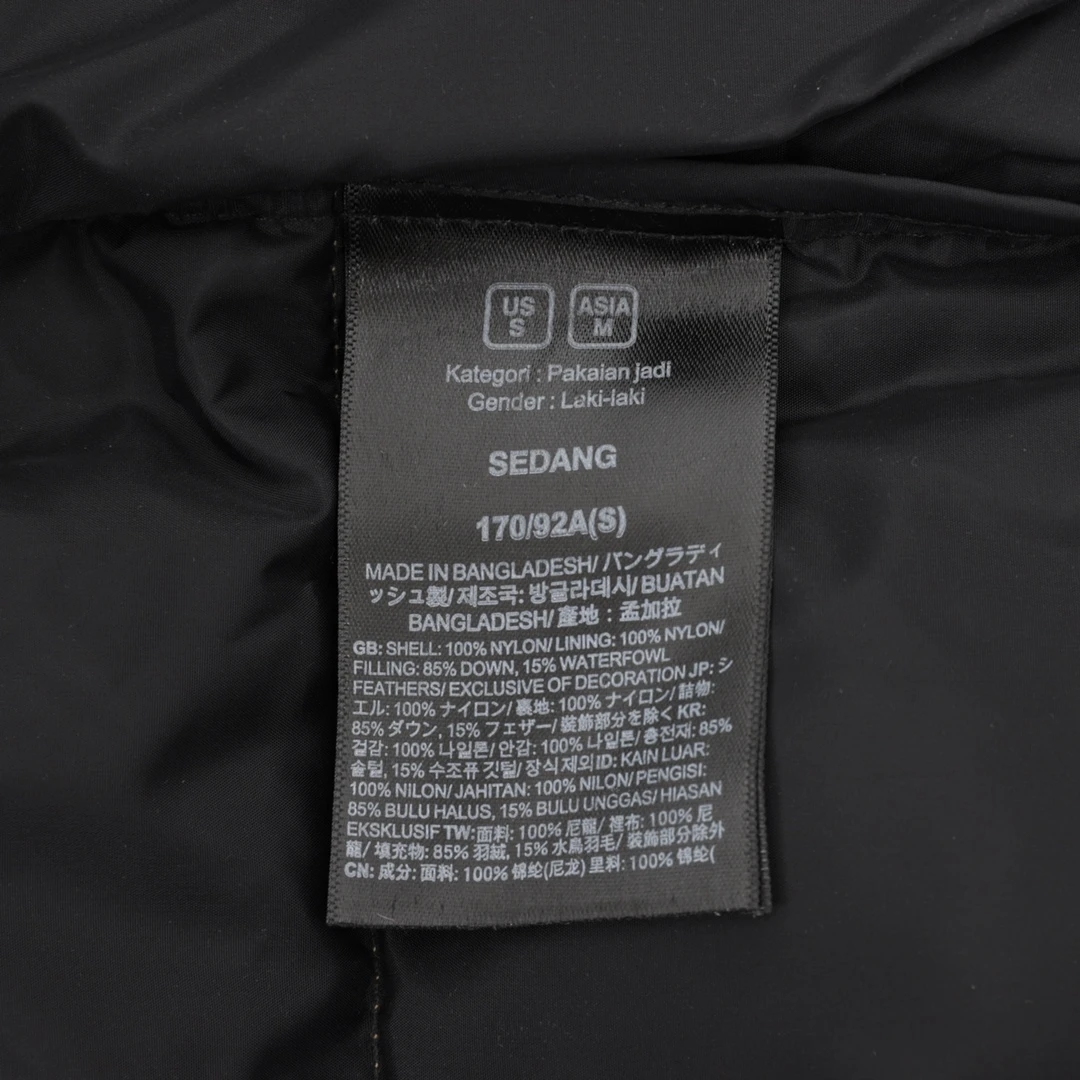 US
S
ASIA
M
Kategori : Pakaian jadi
Gender : Laki-laki
SEDANG
170/92A(S)
MADE IN BANGLADESH/ バングラディ
ッシュ製/ 제조국: 방글라데시/ BUATAN
BANGLADESH/ 產地 : 孟加拉
GB: SHELL: 100% NYLON/ LINING: 100% NYLON/
FILLING: 85% DOWN, 15% WATERFOWL
FEATHERS/ EXCLUSIVE OF DECORATION JP: シ
エル: 100% ナイロン/ 裏地: 100% ナイロン/ 詰物:
85% ダウン, 15% フェザー/ 装飾部分を除く KR:
겉감: 100% 나일론/ 안감: 100% 나일론/ 충전재: 85%
솜털, 15% 수조류 깃털/ 장식제외 ID: KAIN LUAR:
100% NILON/ JAHITAN: 100% NILON/ PENGISI:
85% BULU HALUS, 15% BULU UNGGAS/ HIASAN
EKSKLUSIF TW: 面料: 100% 尼龍/ 裡布: 100% 尼
龍/ 填充物: 85% 羽絨, 15% 水鳥羽毛/ 裝飾部分除外
CN: 成分: 面料: 100% 锦纶(尼龙) 里料: 100% 锦纶(